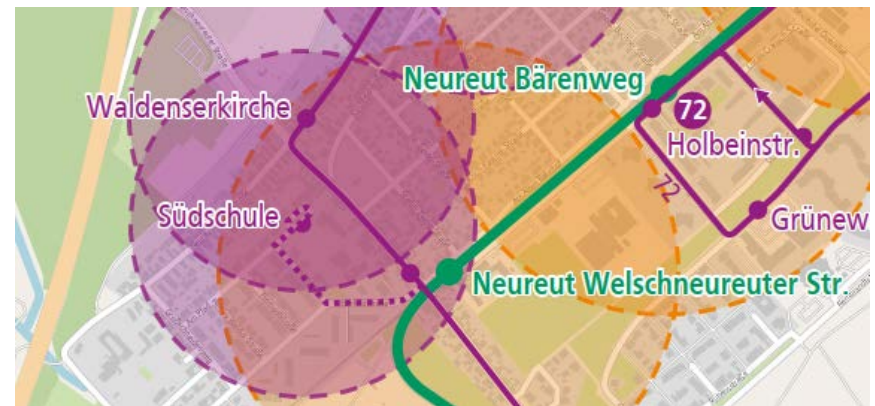 Neureut Bärenweg
Waldenserkirche
72
Holbeinstr.
72
Südschule
Grünew
Neureut Welschneureuter Str.